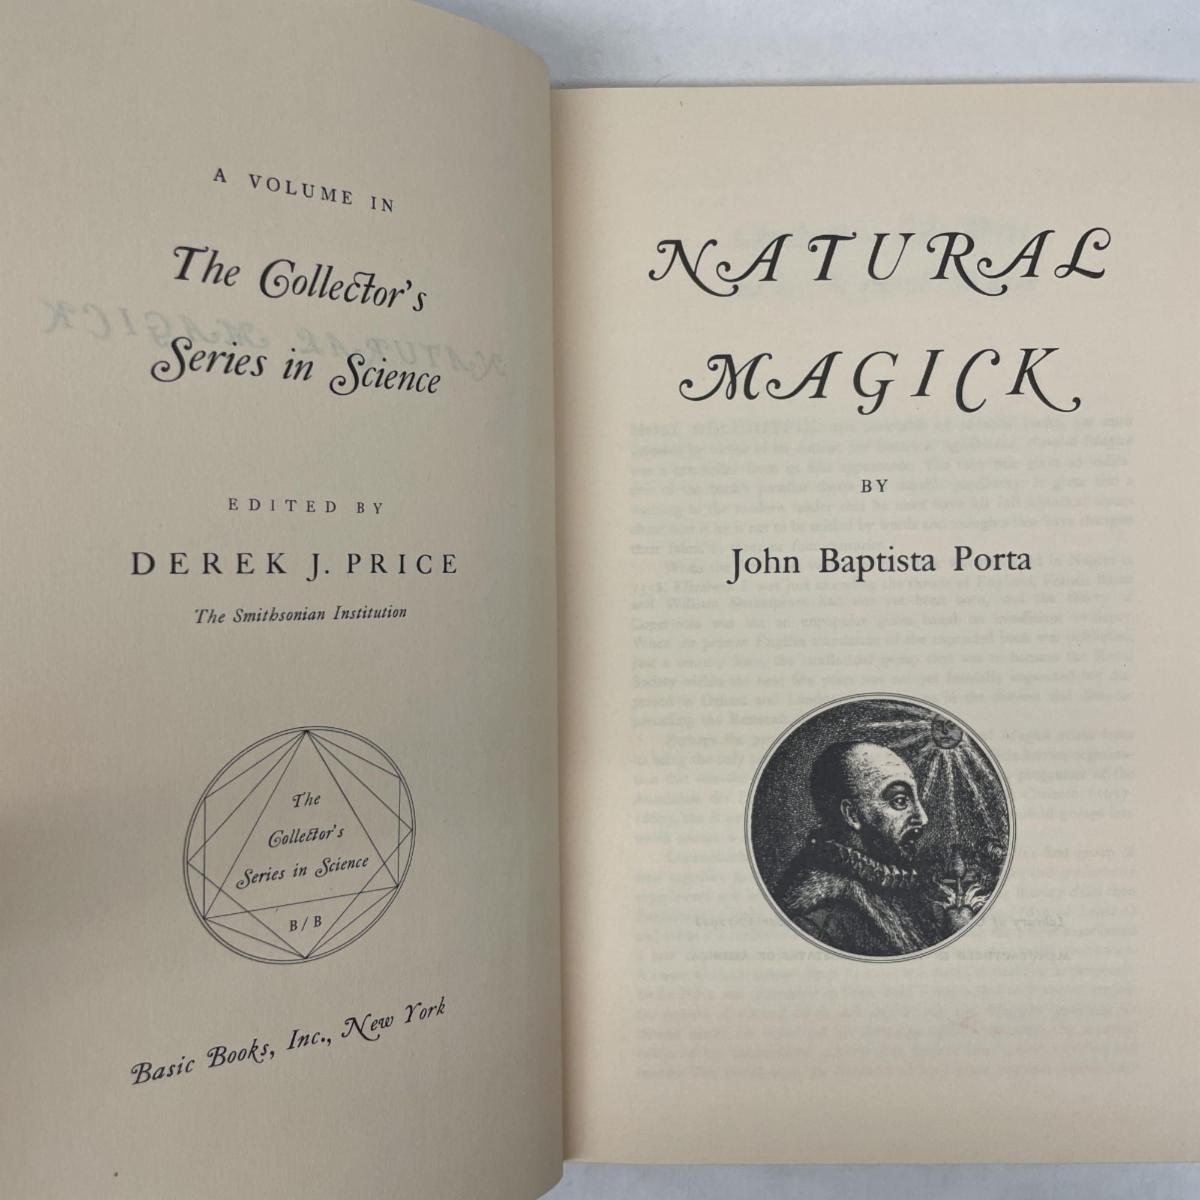 A VOLUME IN
The Collector's
Series in Science
EDITED BY
DEREK J. PRICE
The Smithsonian Institution
The
Collector's
Series in Science
B/B
Basic Books, Inc., New York
NATURAL
MAGICK
BY
John Baptista Porta